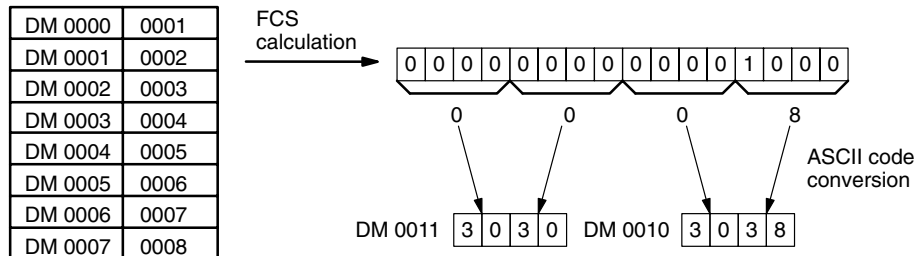 DM 0000 0001
DM 0001 0002
DM 0002 0003
DM 0003 0004
DM 0004 0005
DM 0005 0006
DM 0006 0007
DM 0007 0008
FCS
calculation
0 0 0 0 0 0 0 0 0 0 0 0 1 0 0 0
0 0 0 8
ASCII code
conversion
DM 0011 3 0 3 0 DM 0010 3 0 3 8